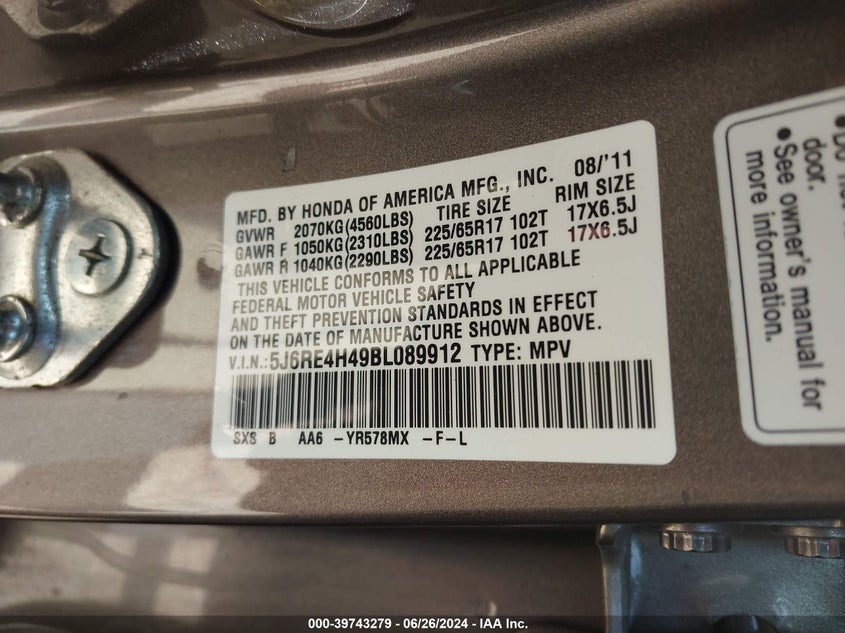 MFD. BY HONDA OF AMERICA MFG., INC. 08/'11
GVWR 2070KG(4560LBS) TIRE SIZE RIM SIZE
GAWR F 1050KG(2310LBS) 225/65R17 102T 17X6.5J
GAWR R 1040KG(2290LBS) 225/65R17 102T 17X6.5J
THIS VEHICLE CONFORMS TO ALL APPLICABLE
FEDERAL MOTOR VEHICLE SAFETY
AND THEFT PREVENTION STANDARDS IN EFFECT
ON THE DATE OF MANUFACTURE SHOWN ABOVE.
V.I.N.:5J6RE4H49BL089912 TYPE: MPV
SXS B AA6 -YR578MX -F-L
door.
•See owner's manual for
more information.
000-39743279 - 06/26/2024 - IAA Inc.